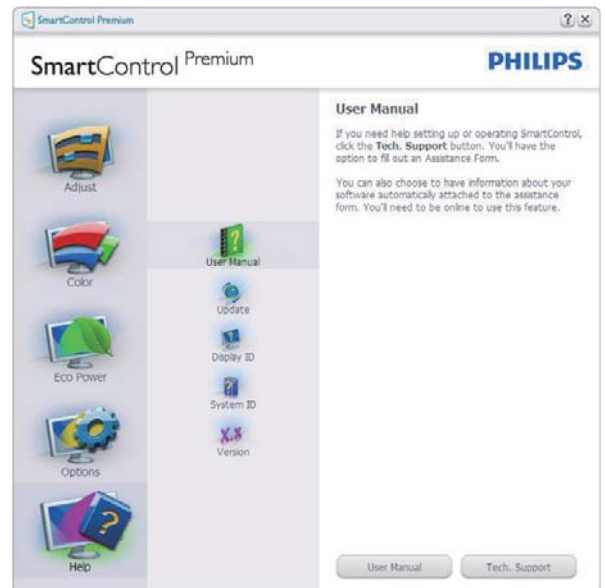 SmartControl Premium
SmartControl Premium
PHILIPS
Adjust
Color
Eco Power
Options
Help
User Manual
Update
Display ID
System ID
X.X
Version
User Manual
If you need help setting up or operating SmartControl,
click the Tech. Support button. You'll have the
option to fill out an Assistance Form.
You can also choose to have information about your
software automatically attached to the assistance
form. You'll need to be online to use this feature.
User Manual
Tech. Support